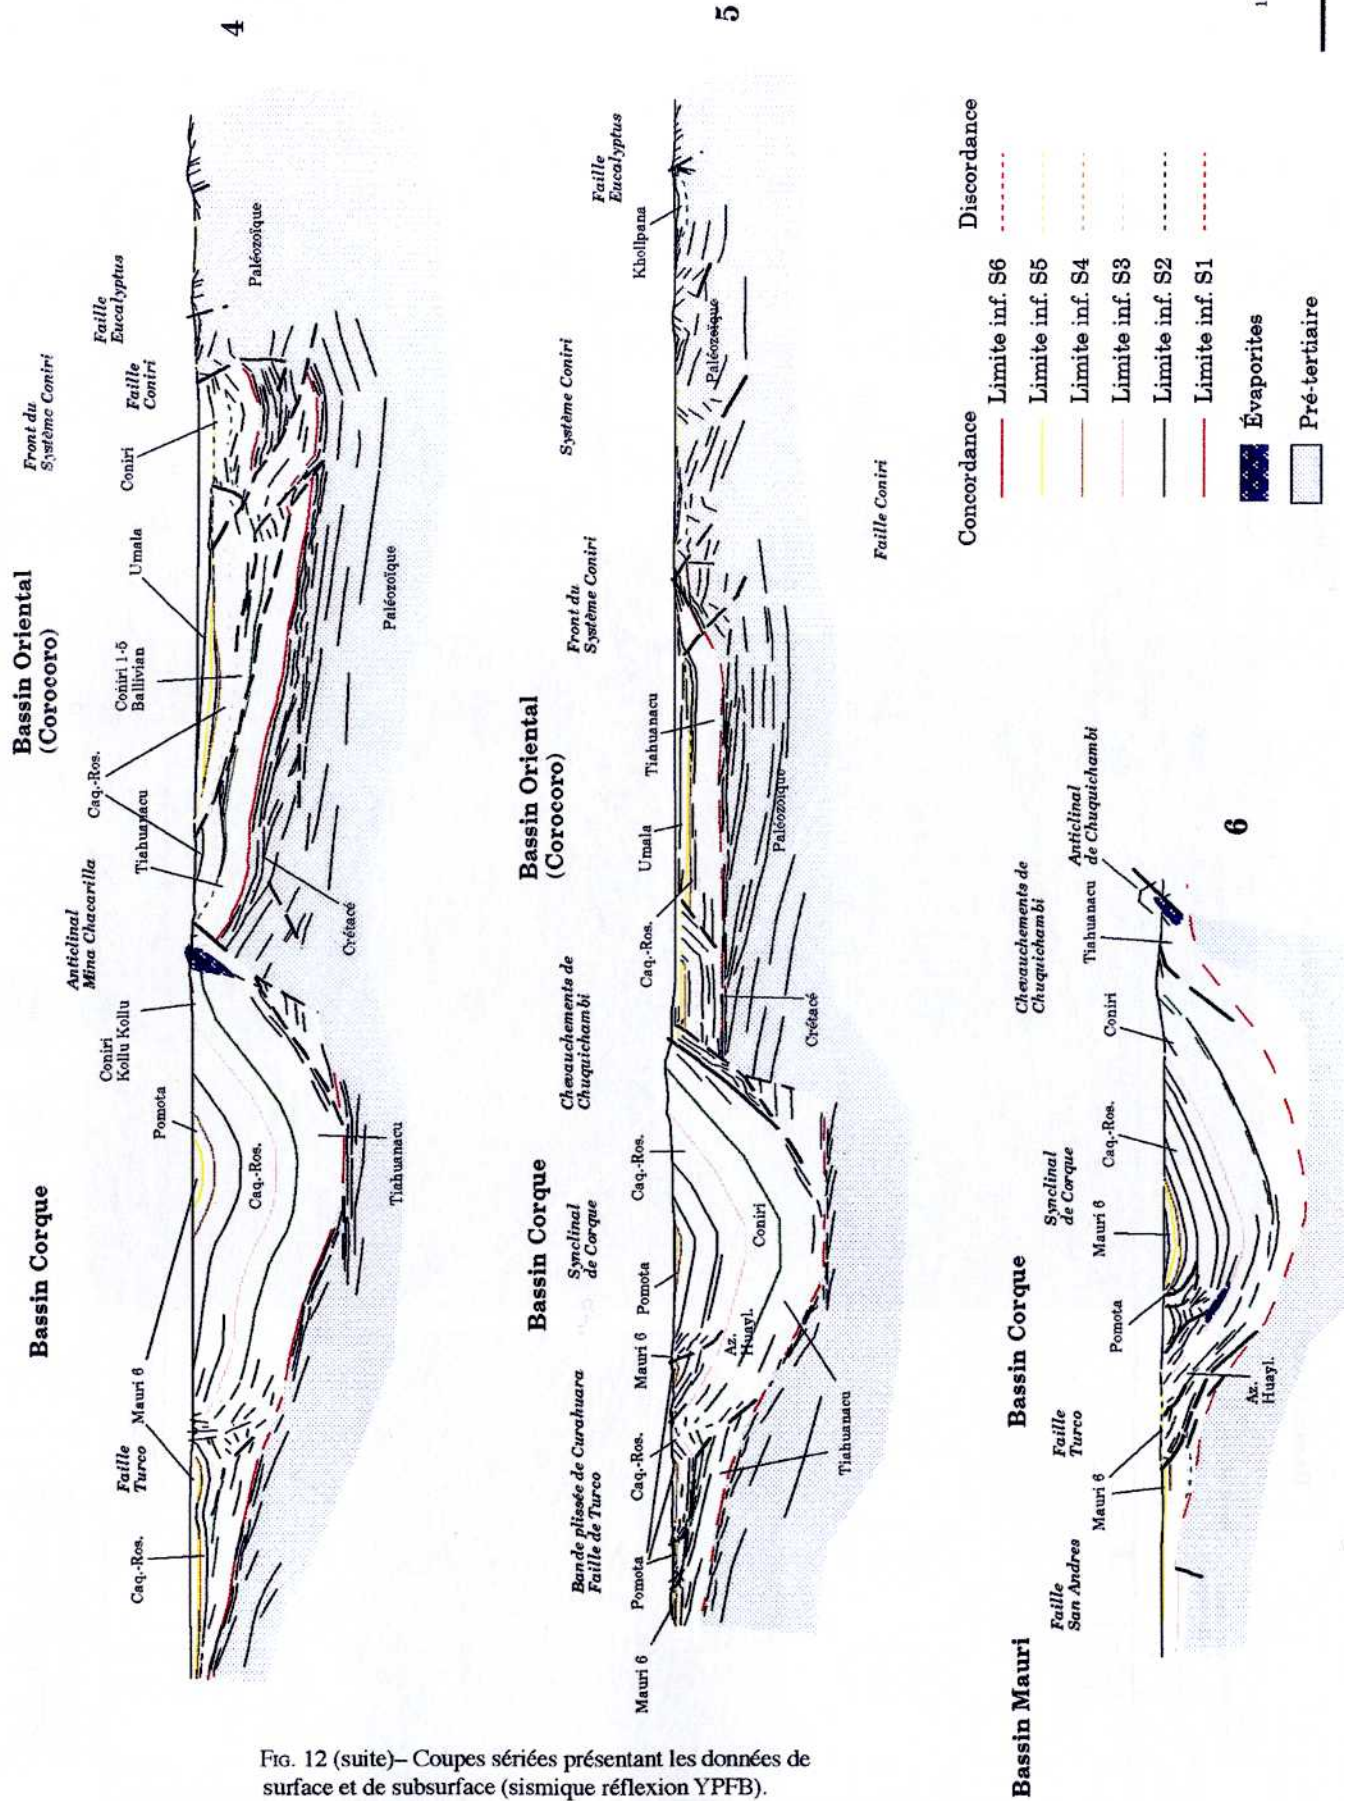 4
Bassin Corque
Bassin Oriental
(Corocoro)
Faille
Turco
Anticlinal
Mina Chacarilla
Front du
Système Coniri
Faille
Coniri
Faille
Eucalyptus
Caq.-Ros.
Mauri 6
Pomota
Coniri
Kollu Kollu
Tiahuanacu
Caq.-Ros.
Coniri 1-5
Ballivian
Umala
Coniri
Caq.-Ros.
Tiahuanacu
Crétacé
Paléozoïque
Paléozoïque
5
Bassin Corque
Bassin Oriental
(Corocoro)
Bande plissée de Curahuara
Faille de Turco
Synclinal
de Corque
Chevauchements de
Chuquichambi
Front du
Système Coniri
Système Coniri
Faille
Eucalyptus
Mauri 6
Pomota
Caq.-Ros.
Mauri 6
Pomota
Caq.-Ros.
Caq.-Ros.
Umala
Tiahuanacu
Khollpana
Az.
Huayl.
Coniri
Tiahuanacu
Tiahuanacu
Crétacé
Paléozoïque
Paléozoïque
Faille Coniri
6
Bassin Mauri
Bassin Corque
Faille
San Andres
Faille
Turco
Synclinal
de Corque
Chevauchements de
Chuquichambi
Anticlinal
de Chuquichambi
Mauri 6
Pomota
Mauri 6
Caq.-Ros.
Coniri
Tiahuanacu
Az.
Huayl.
Concordance
Discordance
Limite inf. S6
Limite inf. S5
Limite inf. S4
Limite inf. S3
Limite inf. S2
Limite inf. S1
Évaporites
Pré-tertiaire
1
FIG. 12 (suite)– Coupes sériées présentant les données de
surface et de subsurface (sismique réflexion YPFB).